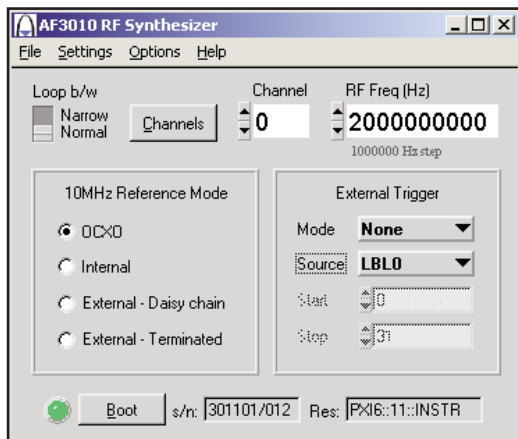 AF3010 RF Synthesizer
File Settings Options Help
Loop b/w
Narrow
Normal
Channels
Channel
0
RF Freq (Hz)
2000000000
1000000 Hz step
10MHz Reference Mode
OCXO
Internal
External - Daisy chain
External - Terminated
External Trigger
Mode None
Source LBL0
Start 0
Stop 31
Boot s/n: 301101/012 Res: PXI6::11::INSTR